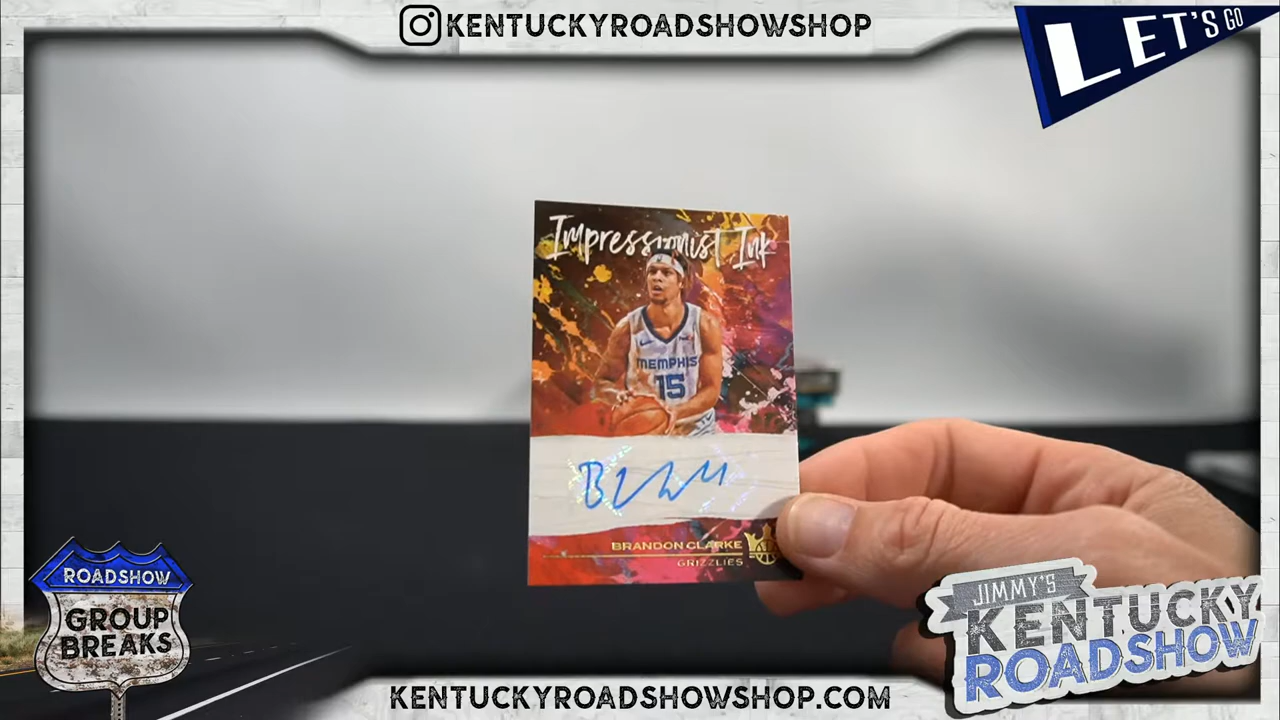 KENTUCKYROADSHOWSHOP
LET'S GO
Impressionist Ink
MEMPHIS
15
BRANDON CLARKE
GRIZZLIES
ROADSHOW
GROUP
BREAKS
JIMMY'S
KENTUCKY
ROADSHOW
KENTUCKYROADSHOWSHOP.COM